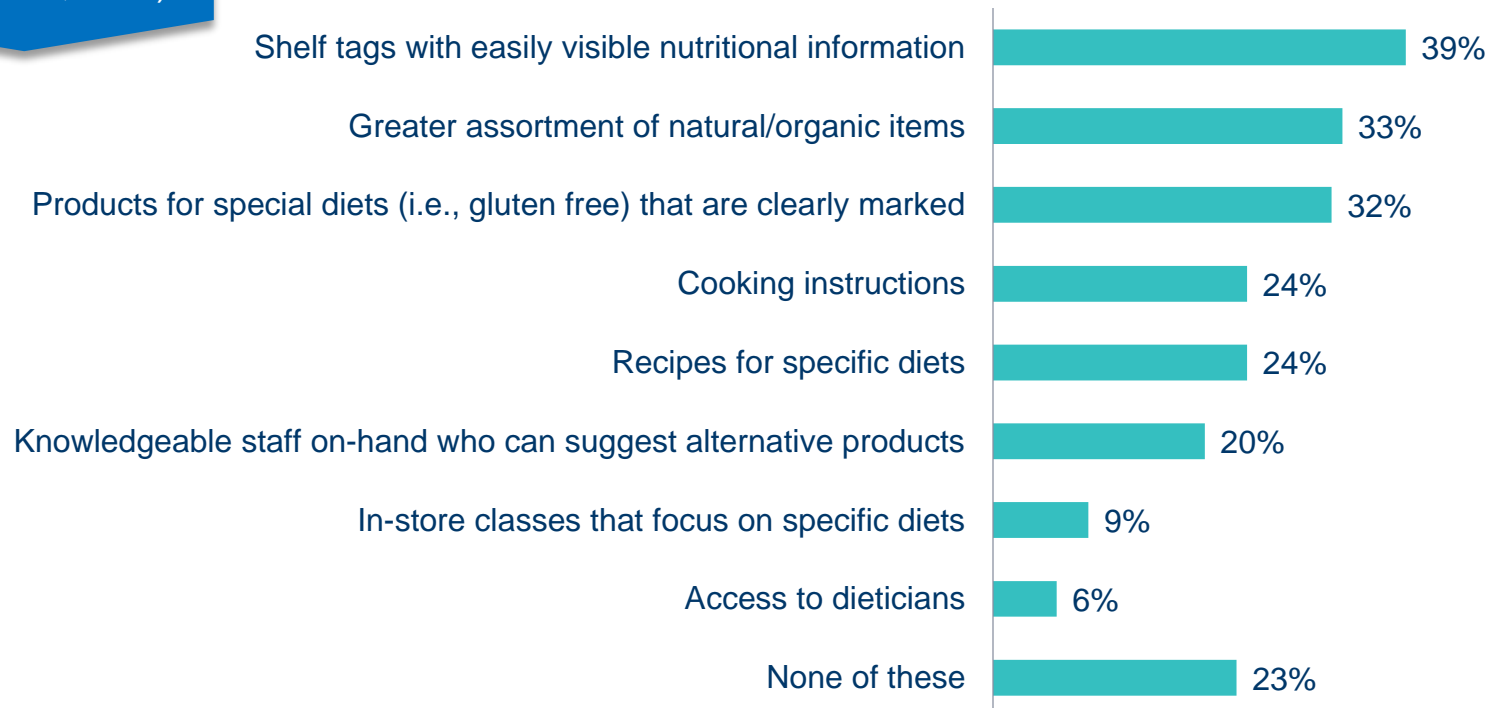 Shelf tags with easily visible nutritional information 39%
Greater assortment of natural/organic items 33%
Products for special diets (i.e., gluten free) that are clearly marked 32%
Cooking instructions 24%
Recipes for specific diets 24%
Knowledgeable staff on-hand who can suggest alternative products 20%
In-store classes that focus on specific diets 9%
Access to dieticians 6%
None of these 23%